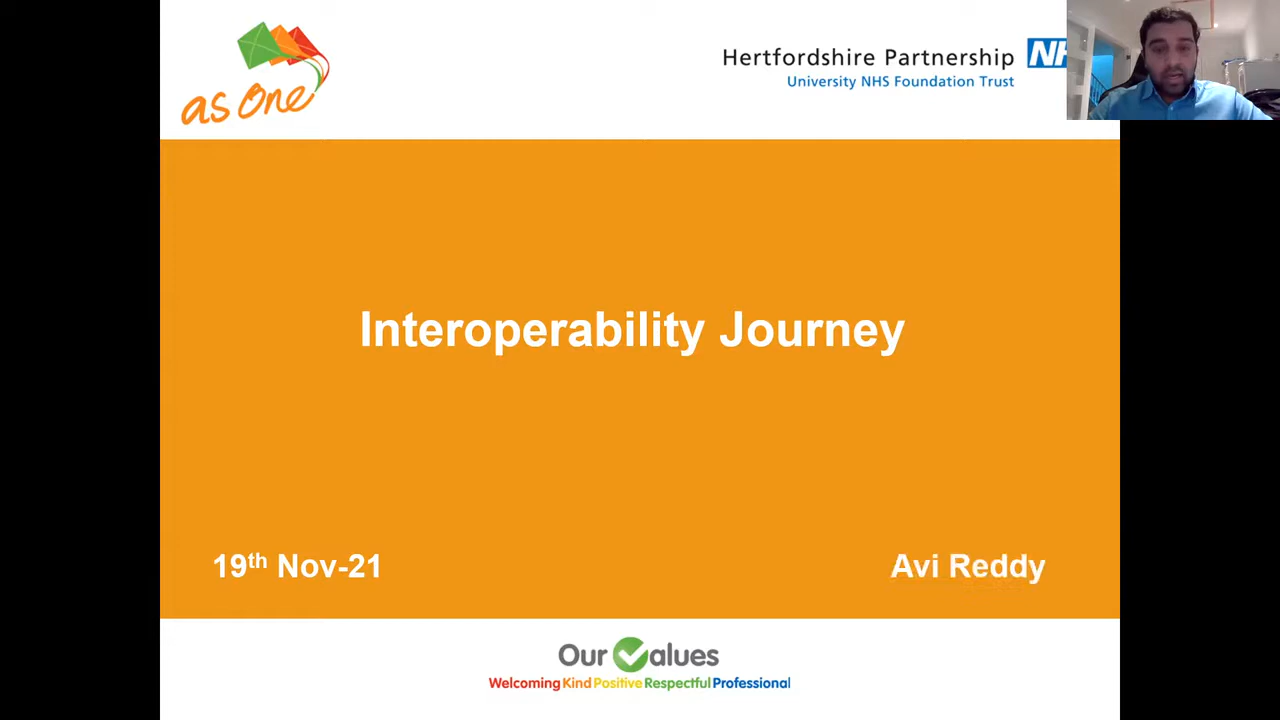 as one
Hertfordshire Partnership NH
University NHS Foundation Trust
Interoperability Journey
19th Nov-21
Avi Reddy
Our Values
Welcoming Kind Positive Respectful Professional